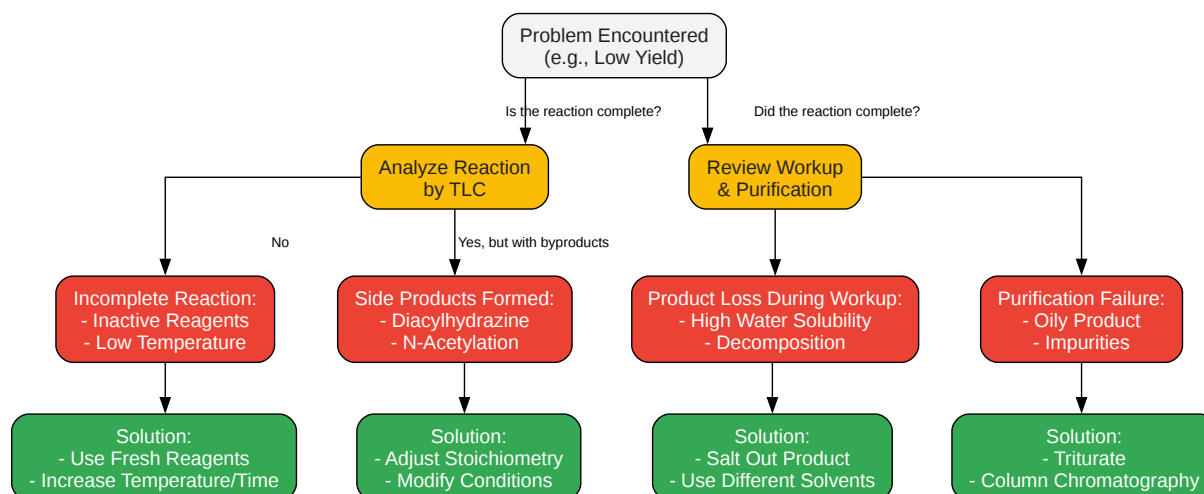 Problem Encountered
(e.g., Low Yield)
Is the reaction complete?
Did the reaction complete?
Analyze Reaction
by TLC
Review Workup
& Purification
No
Yes, but with byproducts
Incomplete Reaction:
- Inactive Reagents
- Low Temperature
Side Products Formed:
- Diacylhydrazine
- N-Acetylation
Product Loss During Workup:
- High Water Solubility
- Decomposition
Purification Failure:
- Oily Product
- Impurities
Solution:
- Use Fresh Reagents
- Increase Temperature/Time
Solution:
- Adjust Stoichiometry
- Modify Conditions
Solution:
- Salt Out Product
- Use Different Solvents
Solution:
- Triturate
- Column Chromatography